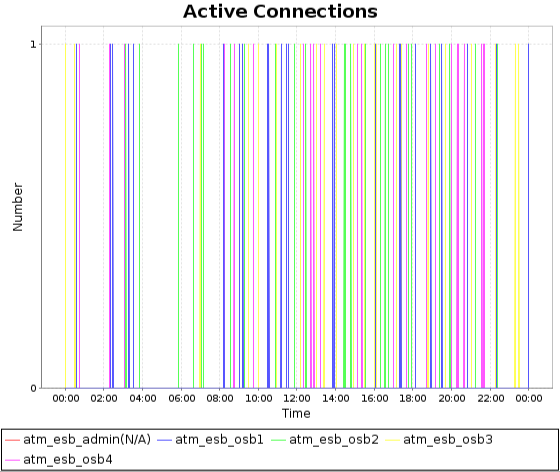 Active Connections
Number
1
0
00:00 02:00 04:00 06:00 08:00 10:00 12:00 14:00 16:00 18:00 20:00 22:00 00:00
Time
atm_esb_admin(N/A) atm_esb_osb1 atm_esb_osb2 atm_esb_osb3
atm_esb_osb4